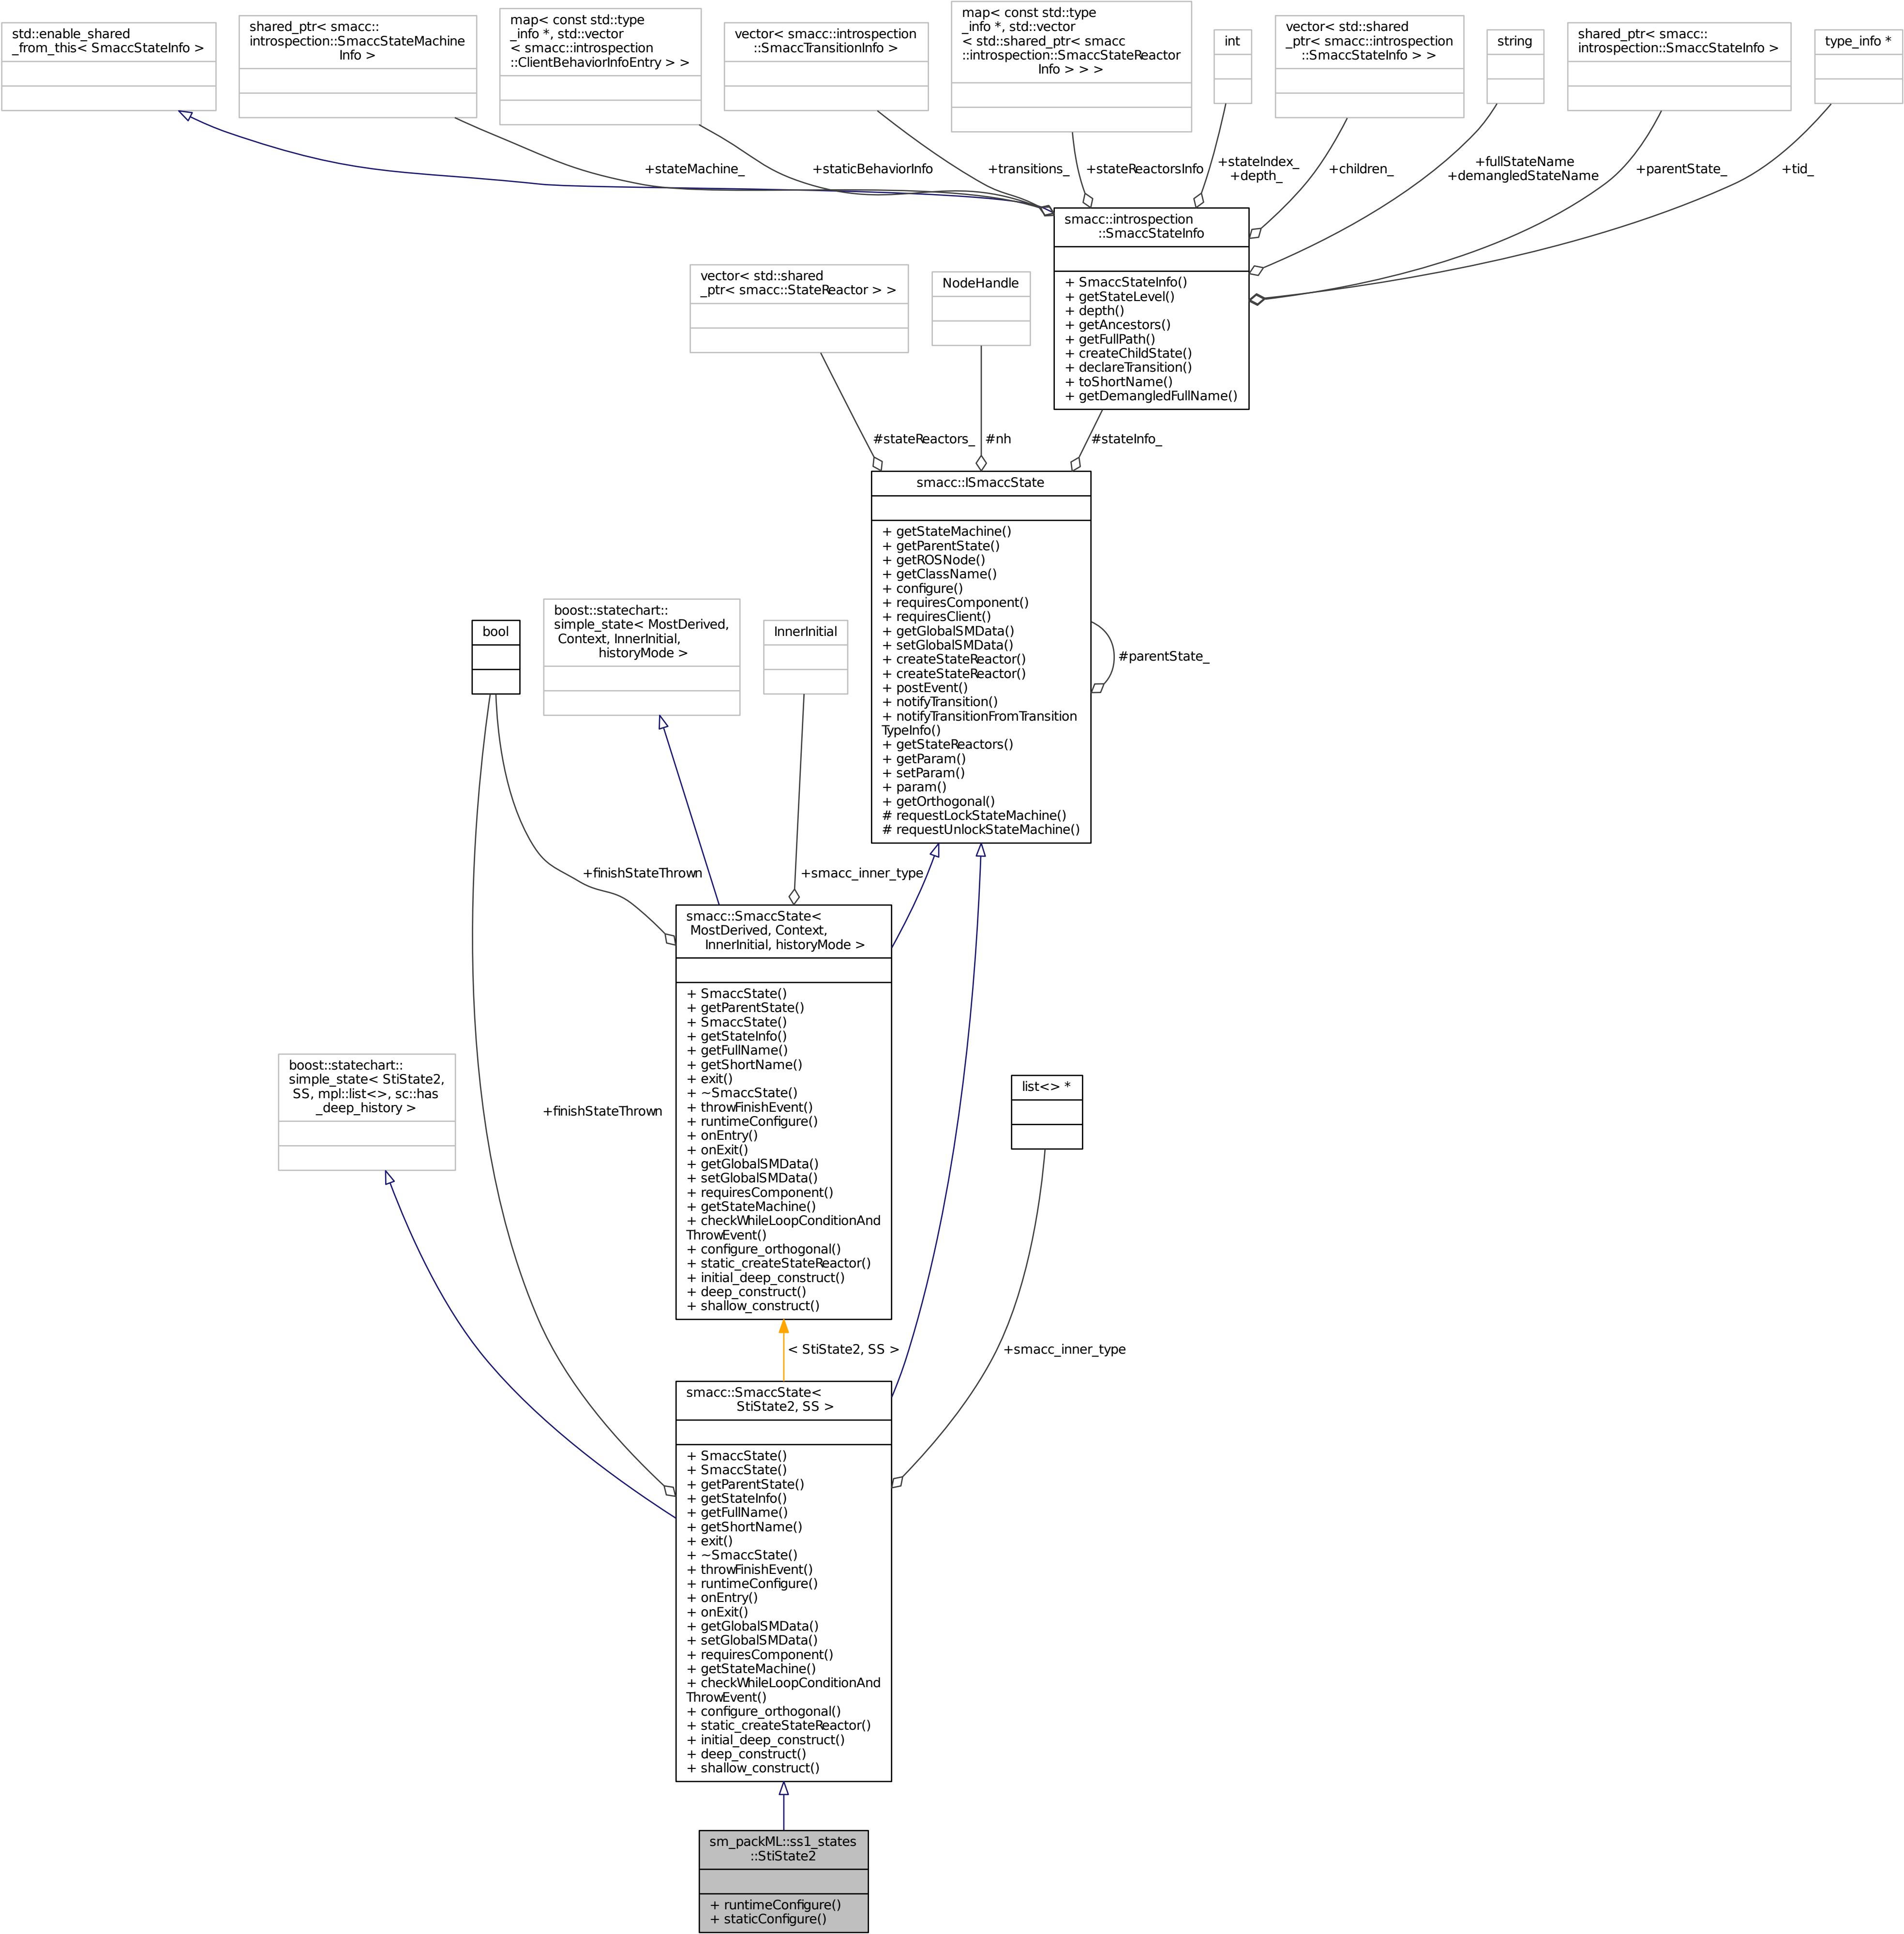 std::enable_shared
_from_this< SmaccStateInfo >
shared_ptr< smacc::
introspection::SmaccStateMachine
Info >
map< const std::type
_info *, std::vector
< smacc::introspection
::ClientBehaviorInfoEntry > >
vector< smacc::introspection
::SmaccTransitionInfo >
map< const std::type
_info *, std::vector
< std::shared_ptr< smacc
::introspection::SmaccStateReactor
Info > > >
int
vector< std::shared
_ptr< smacc::introspection
::SmaccStateInfo > >
string
shared_ptr< smacc::
introspection::SmaccStateInfo >
type_info *
+stateMachine_
+staticBehaviorInfo
+transitions_
+stateReactorsInfo
+stateIndex_
+depth_
+children_
+fullStateName
+demangledStateName
+parentState_
+tid_
smacc::introspection
::SmaccStateInfo
+ SmaccStateInfo()
+ getStateLevel()
+ depth()
+ getAncestors()
+ getFullPath()
+ createChildState()
+ declareTransition()
+ toShortName()
+ getDemangledFullName()
vector< std::shared
_ptr< smacc::StateReactor > >
NodeHandle
#stateReactors_
#nh
#stateInfo_
smacc::ISmaccState
+ getStateMachine()
+ getParentState()
+ getROSNode()
+ getClassName()
+ configure()
+ requiresComponent()
+ requiresClient()
+ getGlobalSMData()
+ setGlobalSMData()
+ createStateReactor()
+ createStateReactor()
+ postEvent()
+ notifyTransition()
+ notifyTransitionFromTransition
TypeInfo()
+ getStateReactors()
+ getParam()
+ setParam()
+ param()
+ getOrthogonal()
# requestLockStateMachine()
# requestUnlockStateMachine()
#parentState_
bool
boost::statechart::
simple_state< MostDerived,
Context, InnerInitial,
historyMode >
InnerInitial
+finishStateThrown
+smacc_inner_type
smacc::SmaccState<
MostDerived, Context,
InnerInitial, historyMode >
+ SmaccState()
+ getParentState()
+ SmaccState()
+ getStateInfo()
+ getFullName()
+ getShortName()
+ exit()
+ ~SmaccState()
+ throwFinishEvent()
+ runtimeConfigure()
+ onEntry()
+ onExit()
+ getGlobalSMData()
+ setGlobalSMData()
+ requiresComponent()
+ getStateMachine()
+ checkWhileLoopConditionAnd
ThrowEvent()
+ configure_orthogonal()
+ static_createStateReactor()
+ initial_deep_construct()
+ deep_construct()
+ shallow_construct()
boost::statechart::
simple_state< StiState2,
SS, mpl::list<>, sc::has
_deep_history >
+finishStateThrown
list<> *
< StiState2, SS >
+smacc_inner_type
smacc::SmaccState<
StiState2, SS >
+ SmaccState()
+ SmaccState()
+ getParentState()
+ getStateInfo()
+ getFullName()
+ getShortName()
+ exit()
+ ~SmaccState()
+ throwFinishEvent()
+ runtimeConfigure()
+ onEntry()
+ onExit()
+ getGlobalSMData()
+ setGlobalSMData()
+ requiresComponent()
+ getStateMachine()
+ checkWhileLoopConditionAnd
ThrowEvent()
+ configure_orthogonal()
+ static_createStateReactor()
+ initial_deep_construct()
+ deep_construct()
+ shallow_construct()
sm_packML::ss1_states
::StiState2
+ runtimeConfigure()
+ staticConfigure()